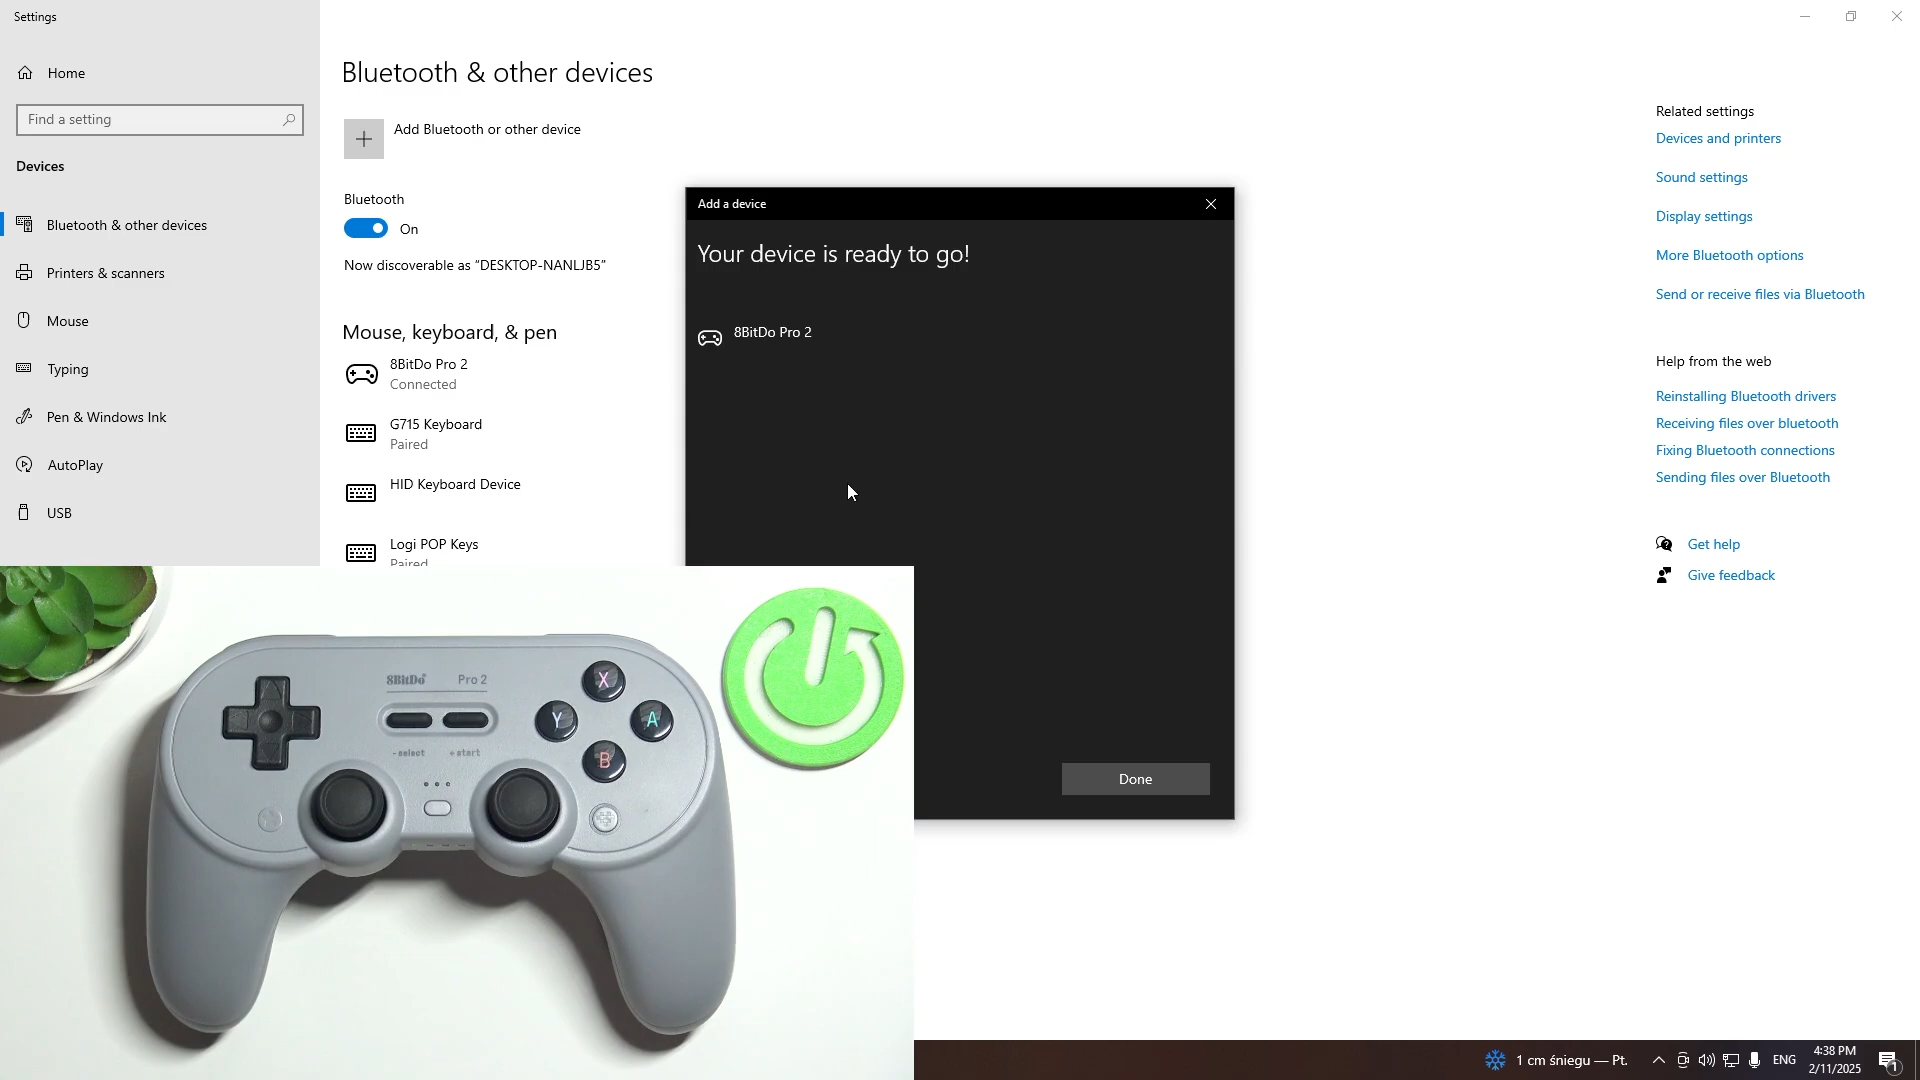 Settings
Home
Find a setting
Devices
Bluetooth & other devices
Printers & scanners
Mouse
Typing
Pen & Windows Ink
AutoPlay
USB
Bluetooth & other devices
Add Bluetooth or other device
Bluetooth
On
Now discoverable as “DESKTOP-NANLJB5”
Mouse, keyboard, & pen
8BitDo Pro 2
Connected
G715 Keyboard
Paired
HID Keyboard Device
Logi POP Keys
Paired
Add a device
Your device is ready to go!
8BitDo Pro 2
Done
Related settings
Devices and printers
Sound settings
Display settings
More Bluetooth options
Send or receive files via Bluetooth
Help from the web
Reinstalling Bluetooth drivers
Receiving files over bluetooth
Fixing Bluetooth connections
Sending files over Bluetooth
Get help
Give feedback
8BitDo Pro 2
- select + start
X
Y A
B
1 cm śniegu — Pt.
ENG
4:38 PM
2/11/2025
1